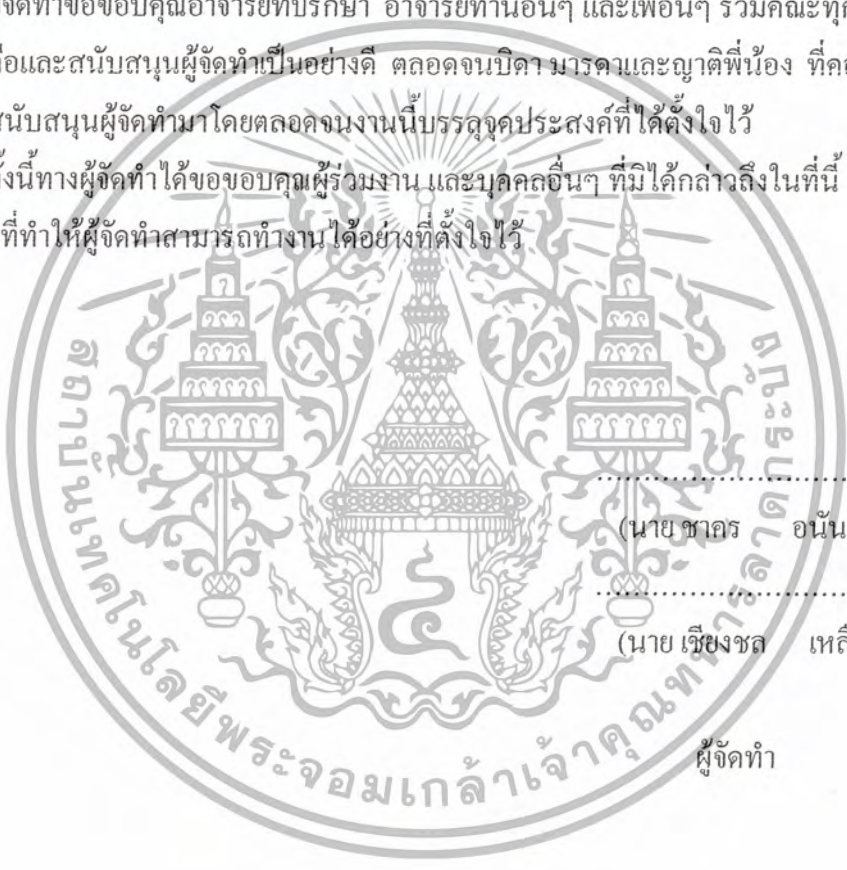 จัดทำขอขอบคุณอาจารย์ที่ปรึกษา อาจารย์ท่านอื่นๆ และเพื่อนๆ ร่วมคณะทุก
อและสนับสนุนผู้จัดทำเป็นอย่างดี ตลอดจนบิดา มารดาและญาติพี่น้อง ที่ค
นับสนุนผู้จัดทำมาโดยตลอดจนงานนี้บรรลุจุดประสงค์ที่ได้ตั้งใจไว้
ั้งนี้ทางผู้จัดทำได้ขอขอบคุณผู้ร่วมงาน และบุคคลอื่นๆ ที่มิได้กล่าวถึงในที่นี้
ที่ทำให้ผู้จัดทำสามารถทำงานได้อย่างที่ตั้งใจไว้
(นาย ชาคร อนัน
(นาย เชียงชล เหลื
ผู้จัดทำ
สถาบันเทคโนโลยีพระจอมเกล้าเจ้าคุณทหารลาดกระบัง